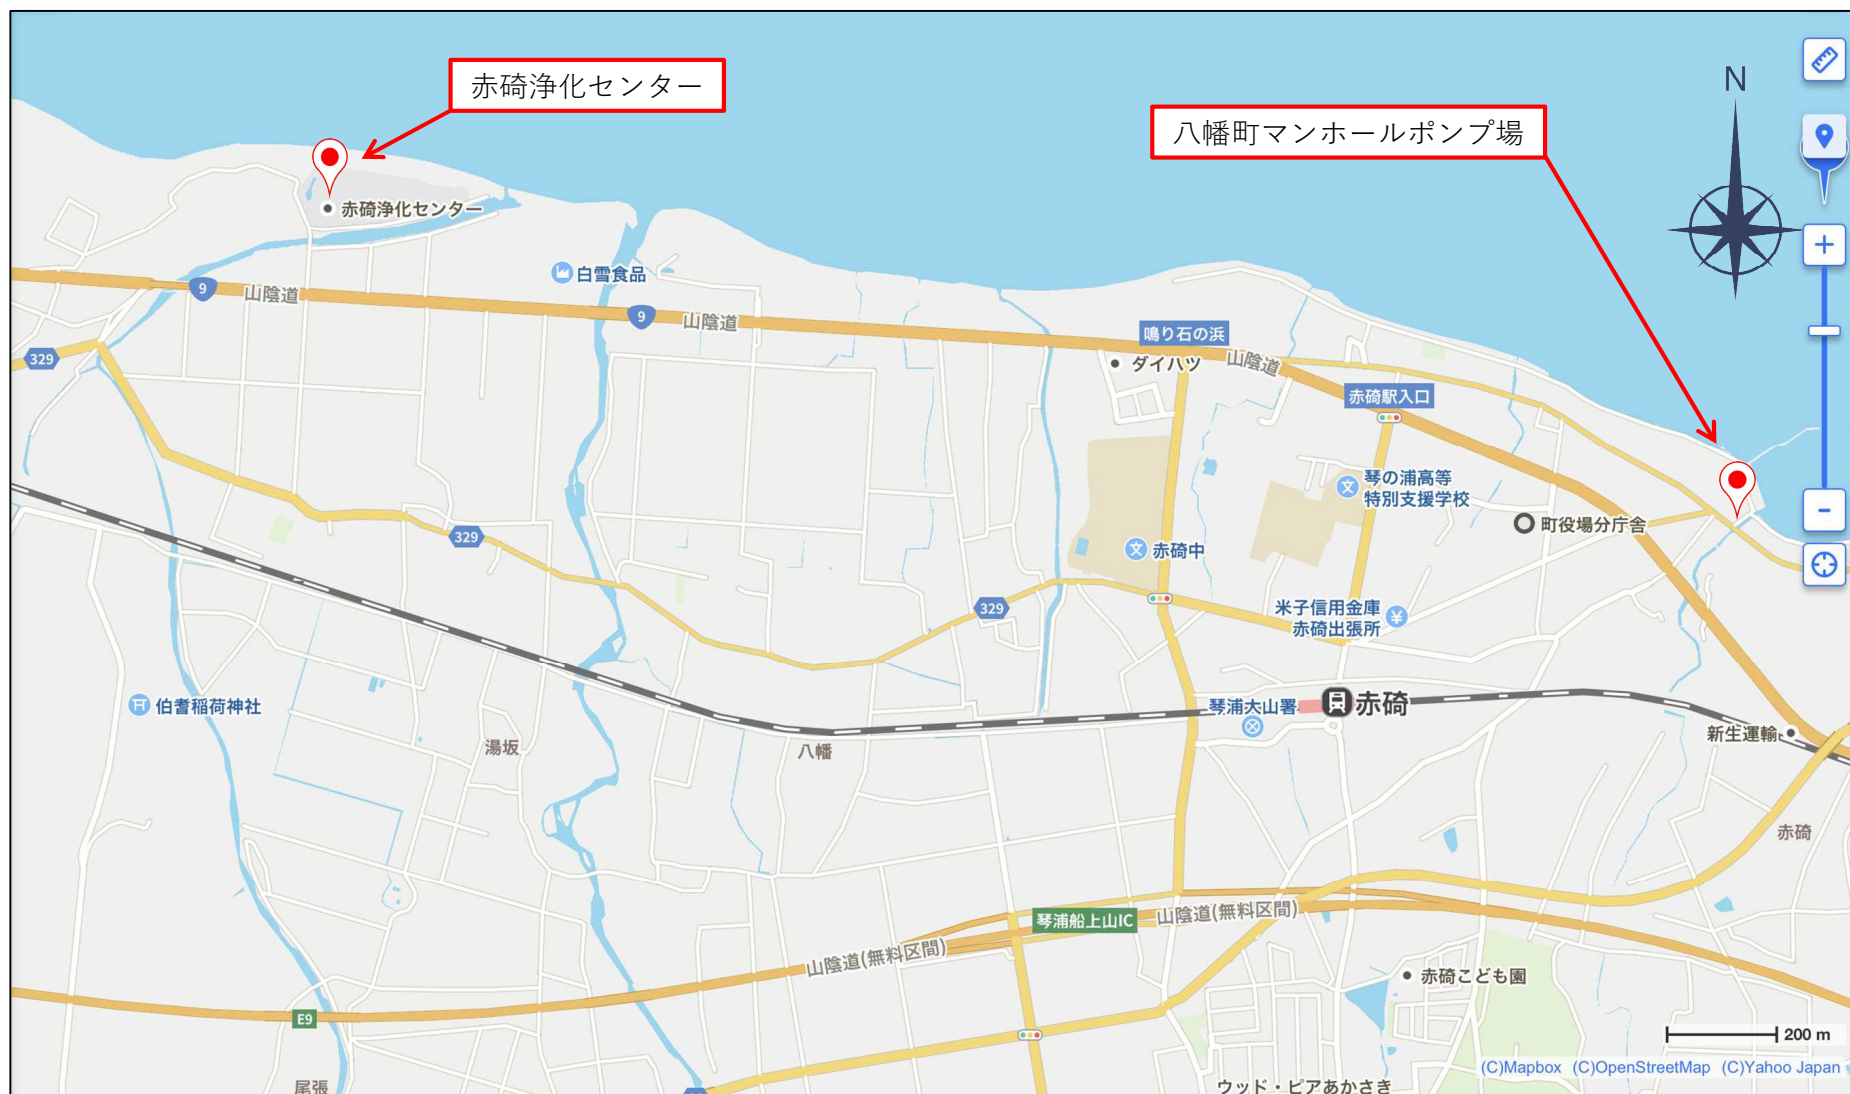 赤碕浄化センター
N
八幡町マンホールポンプ場
赤碕浄化センター
白雪食品
9
山陰道
9
山陰道
鳴り石の浜
ダイハツ
山陰道
329
赤碕駅入口
琴の浦高等
特別支援学校
町役場分庁舎
329
赤碕中
329
米子信用金庫
赤碕出張所
伯耆稲荷神社
琴浦大山署
赤碕
新生運輸
湯坂
八幡
赤碕
琴浦船上山IC
山陰道(無料区間)
山陰道(無料区間)
赤碕こども園
E9
200 m
(C)Mapbox (C)OpenStreetMap (C)Yahoo Japan
尾張
ウッド・ピアあかさき